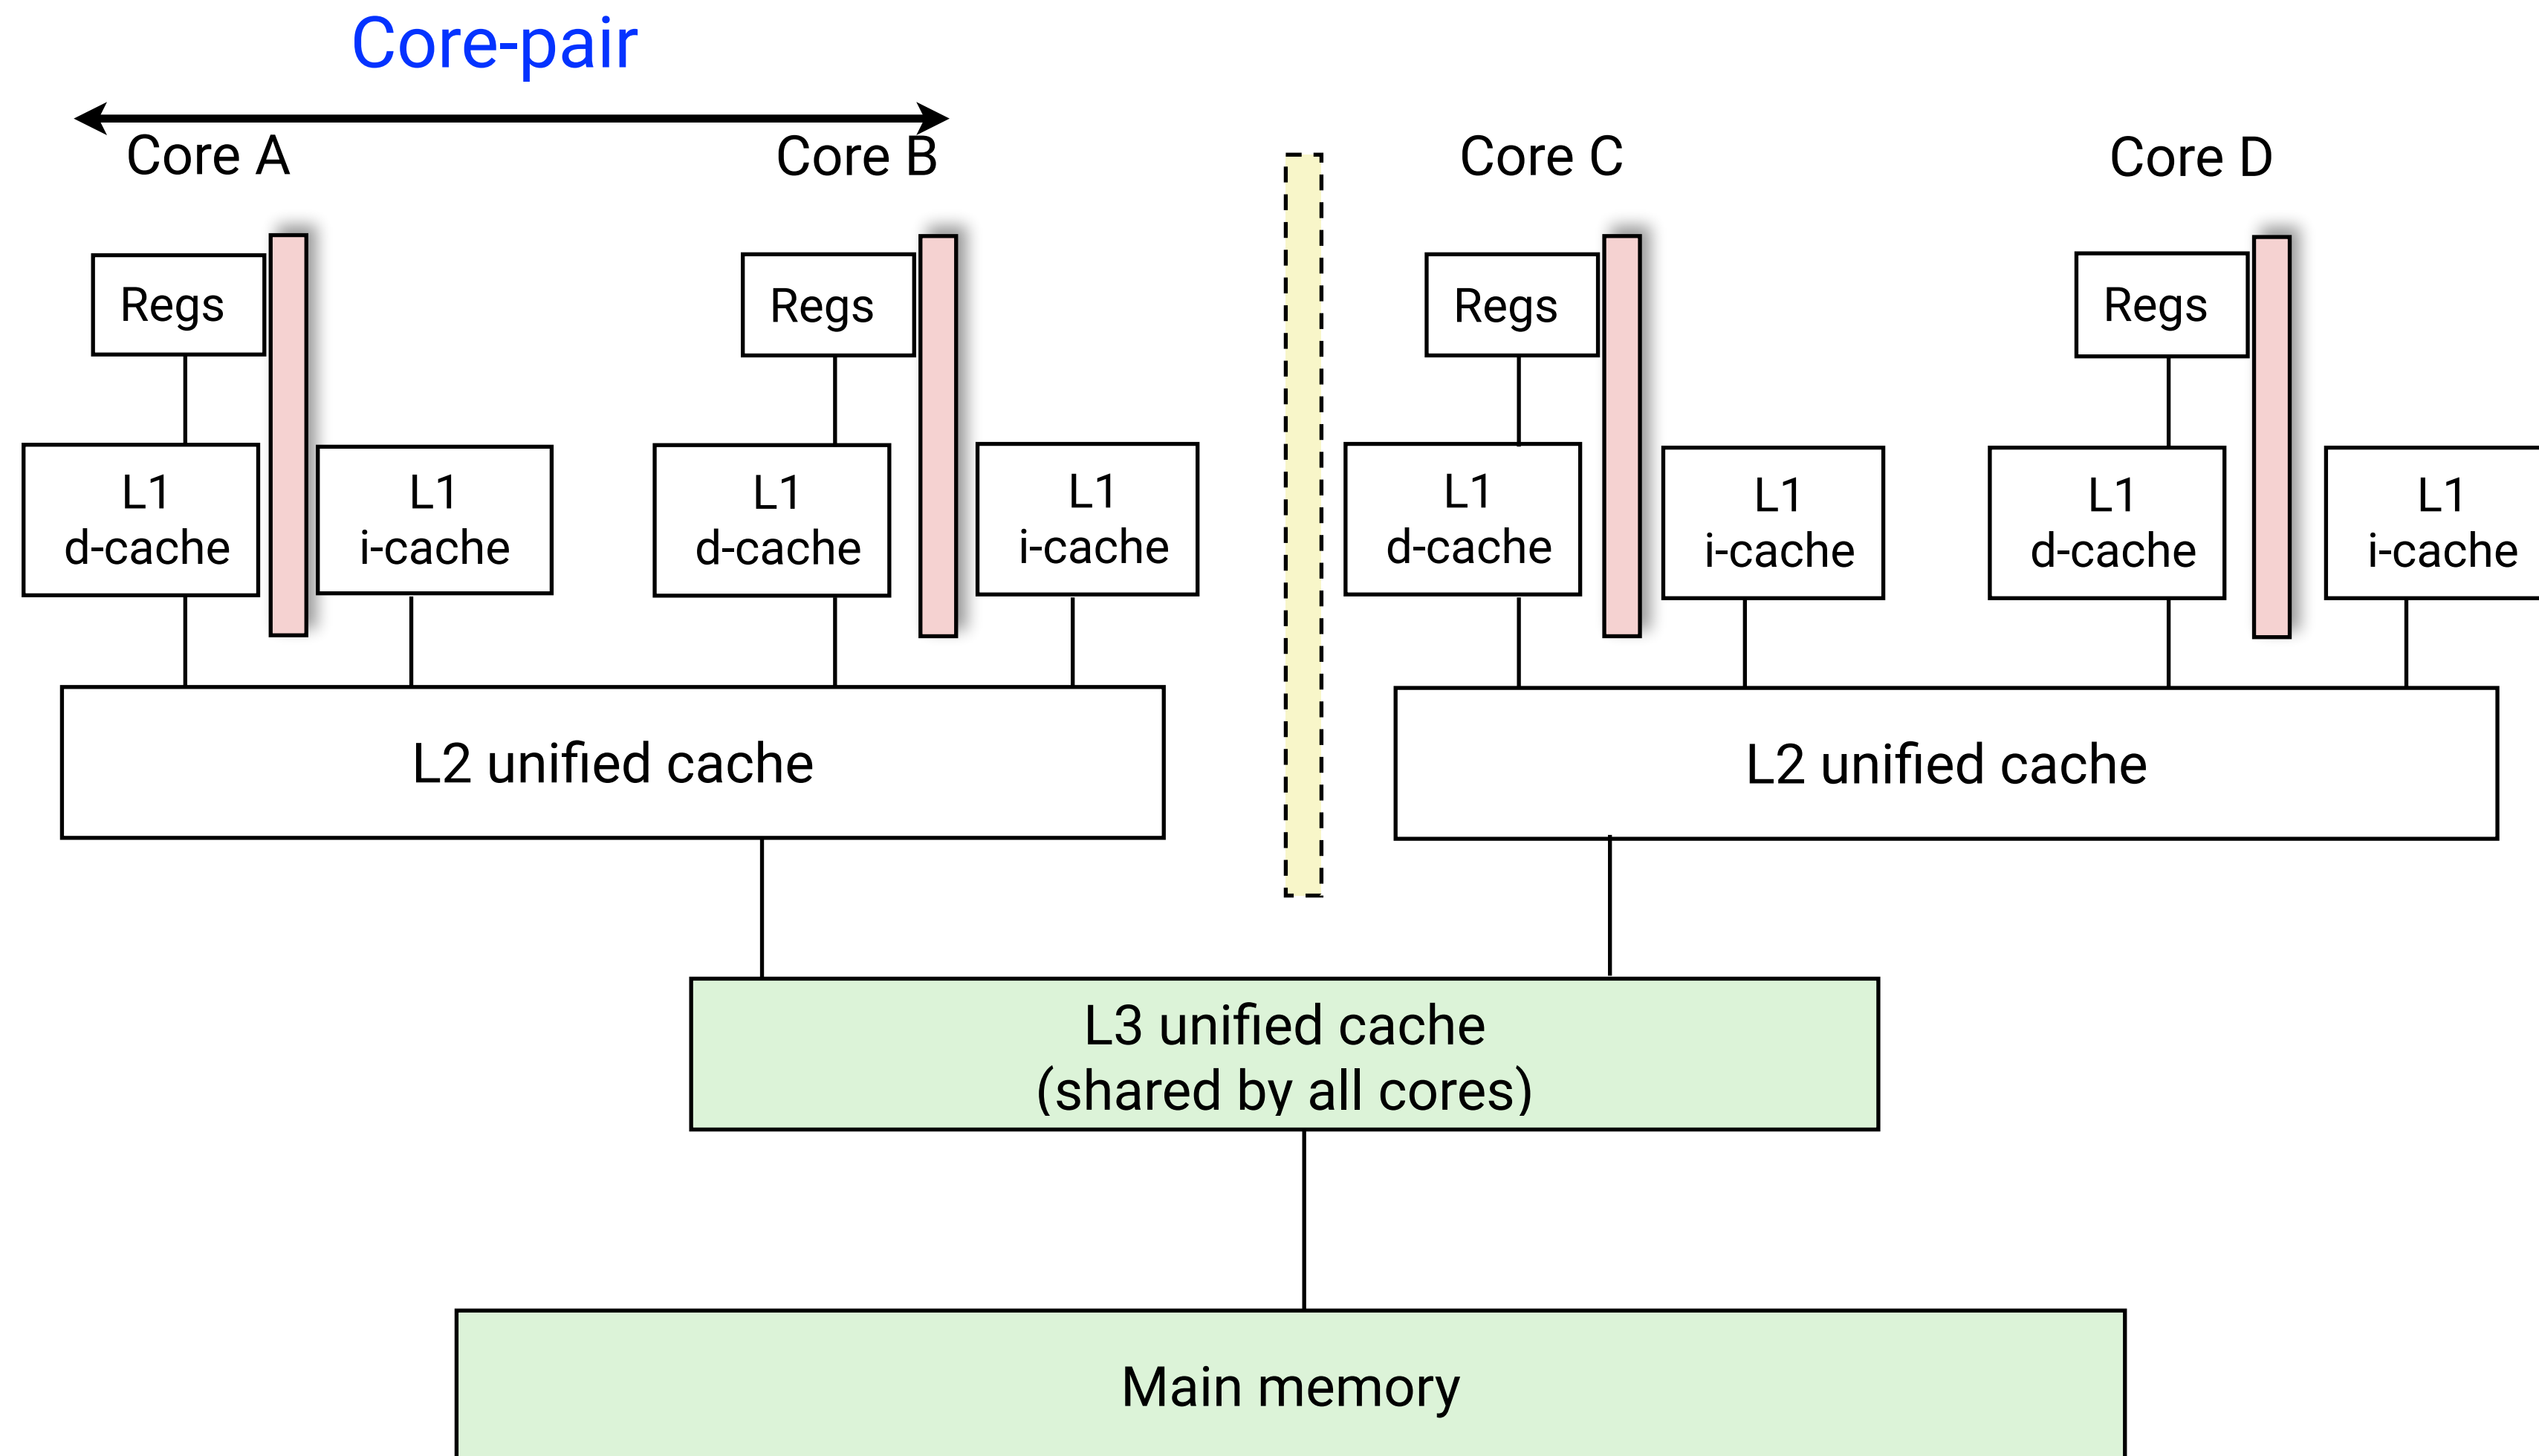 Core-pair
Core A
Core B
Core C
Core D
Regs
Regs
Regs
Regs
L1
d-cache
L1
i-cache
L1
d-cache
L1
i-cache
L1
d-cache
L1
i-cache
L1
d-cache
L1
i-cache
L2 unified cache
L2 unified cache
L3 unified cache
(shared by all cores)
Main memory